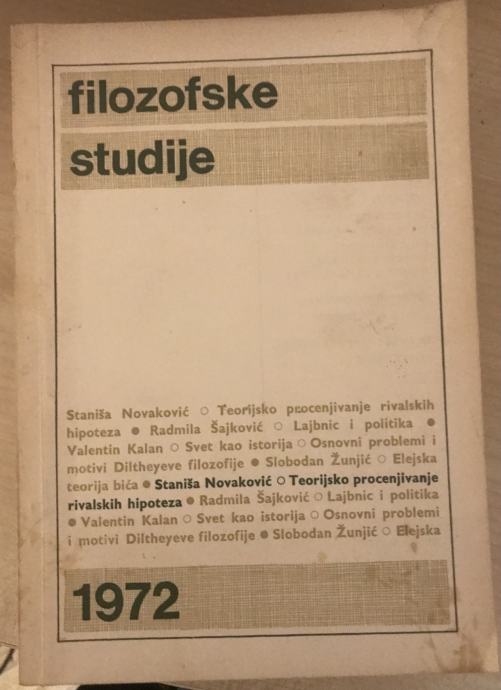 filozofske
studije
Staniša Novaković ○ Teorijsko procenjivanje rivalskih
hipoteza ● Radmila Šajković ○ Lajbnic i politika ●
Valentin Kalan ○ Svet kao istorija ○ Osnovni problemi i
motivi Diltheyeve filozofije ● Slobodan Žunjić ○ Elejska
teorija bića ● Staniša Novaković ○ Teorijsko procenjivanje
rivalskih hipoteza ● Radmila Šajković ○ Lajbnic i politika
● Valentin Kalan ○ Svet kao istorija ○ Osnovni problemi
i motivi Diltheyeve filozofije ● Slobodan Žunjić ○ Elejska
1972